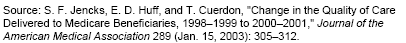 Source: S. F. Jencks, E. D. Huff, and T. Cuerdon, "Change in the Quality of Care
Delivered to Medicare Beneficiaries, 1998–1999 to 2000–2001," Journal of the
American Medical Association 289 (Jan. 15, 2003): 305–312.